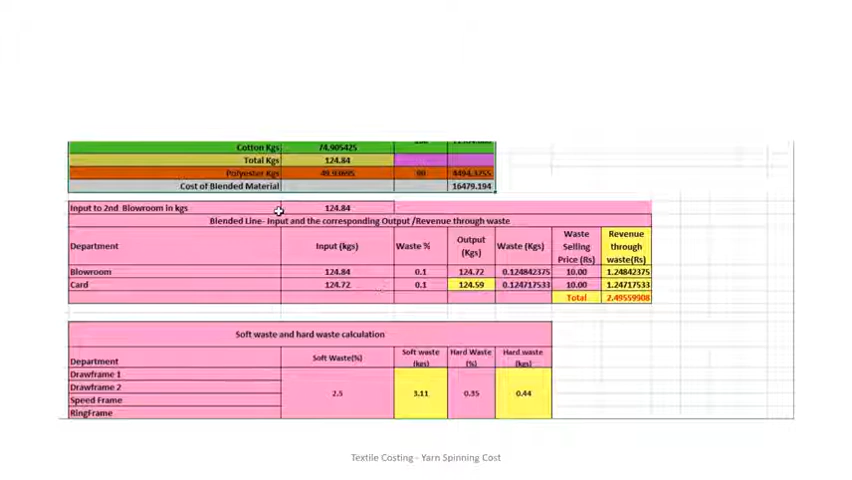 Cotton Kgs 74.905425
Total Kgs 124.84
Polyester Kgs 90 4494.3255
Cost of Blended Material 16479.194
Input to 2nd Blowroom in kgs 124.84
Blended Line- Input and the corresponding Output /Revenue through waste
Department Input (kgs) Waste % Output (Kgs) Waste (Kgs) Waste Selling Price (Rs) Revenue through waste(Rs)
Blowroom 124.84 0.1 124.72 0.124842375 10.00 1.24842375
Card 124.72 0.1 124.59 0.124717533 10.00 1.24717533
Total 2.49559908
Soft waste and hard waste calculation
Department Soft Waste(%) Soft waste (kgs) Hard Waste (%) Hard waste (kgs)
Drawframe 1
Drawframe 2
Speed Frame
RingFrame
2.5 3.11 0.35 0.44
Textile Costing - Yarn Spinning Cost